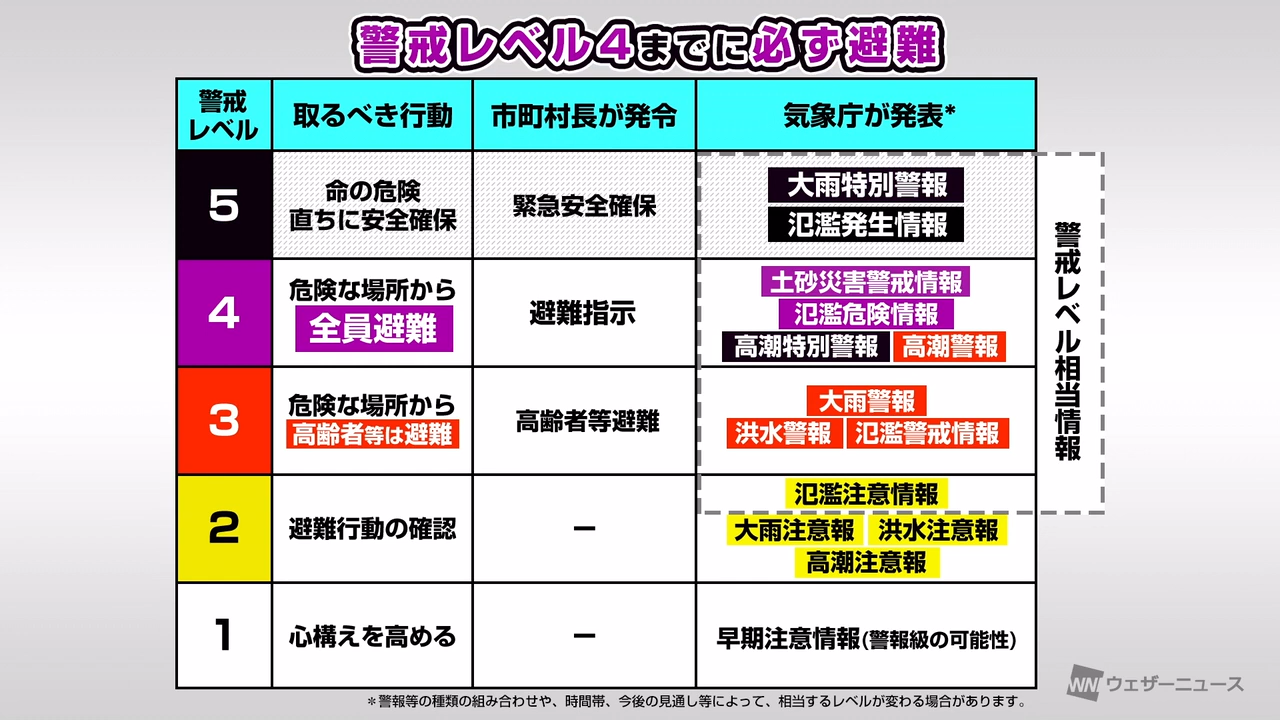 警戒レベル4までに必ず避難
警戒
レベル
取るべき行動
市町村長が発令
気象庁が発表*
5
命の危険
直ちに安全確保
緊急安全確保
大雨特別警報
氾濫発生情報
4
危険な場所から
全員避難
避難指示
土砂災害警戒情報
氾濫危険情報
高潮特別警報 高潮警報
3
危険な場所から
高齢者等は避難
高齢者等避難
大雨警報
洪水警報 氾濫警戒情報
2
避難行動の確認
ー
氾濫注意情報
大雨注意報 洪水注意報
高潮注意報
1
心構えを高める
ー
早期注意情報(警報級の可能性)
警戒レベル相当情報
*警報等の種類の組み合わせや、時間帯、今後の見通し等によって、相当するレベルが変わる場合があります。
WN ウェザーニュース